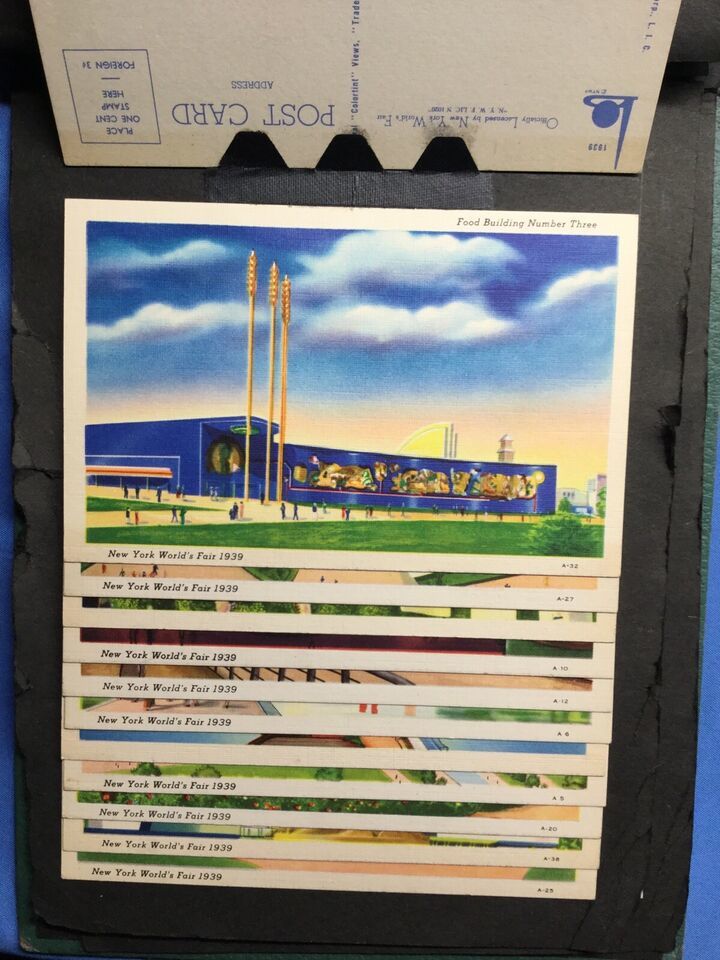 PLACE
ONE CENT
STAMP
HERE
FOREIGN 3¢
POST CARD
ADDRESS
"Colortint" Views, "Trade
Officially Licensed by New York World's Fair
N Y W F
1939
Food Building Number Three
New York World's Fair 1939
A-32
New York World's Fair 1939
A-27
New York World's Fair 1939
A 10
New York World's Fair 1939
A-12
New York World's Fair 1939
A 6
New York World's Fair 1939
A 5
New York World's Fair 1939
A-20
New York World's Fair 1939
A-38
New York World's Fair 1939
A-25